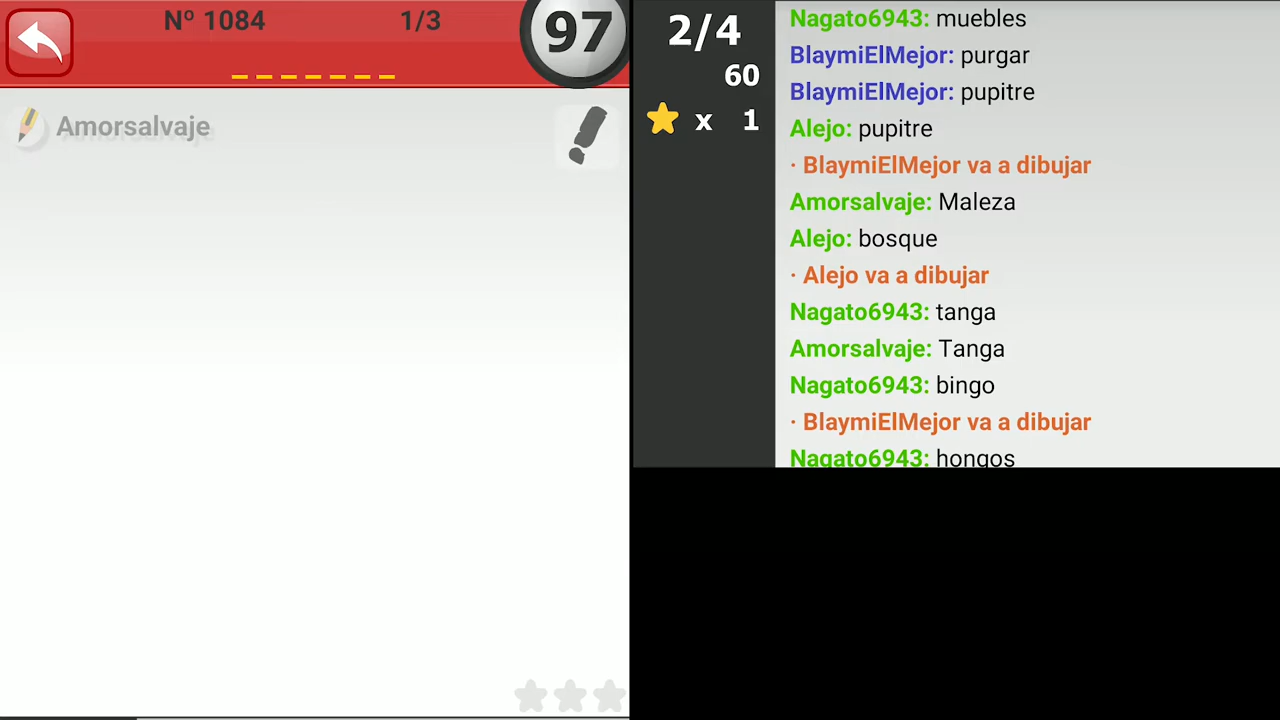 Nº 1084
1/3
97
_ _ _ _ _ _ _
Amorsalvaje
2/4
60
x 1
Nagato6943: muebles
BlaymiElMejor: purgar
BlaymiElMejor: pupitre
Alejo: pupitre
· BlaymiElMejor va a dibujar
Amorsalvaje: Maleza
Alejo: bosque
· Alejo va a dibujar
Nagato6943: tanga
Amorsalvaje: Tanga
Nagato6943: bingo
· BlaymiElMejor va a dibujar
Nagato6943: hongos